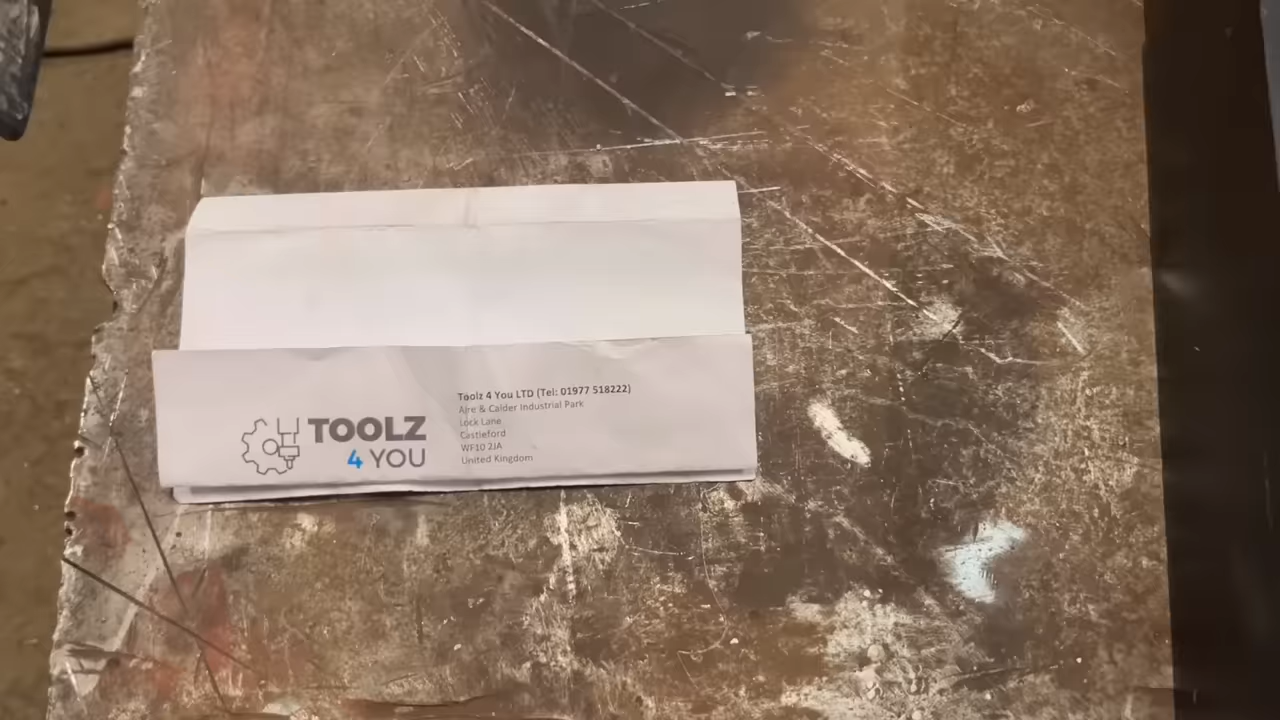 TOOLZ
4 YOU
Toolz 4 You LTD (Tel: 01977 518222)
Aire & Calder Industrial Park
Lock Lane
Castleford
WF10 2JA
United Kingdom